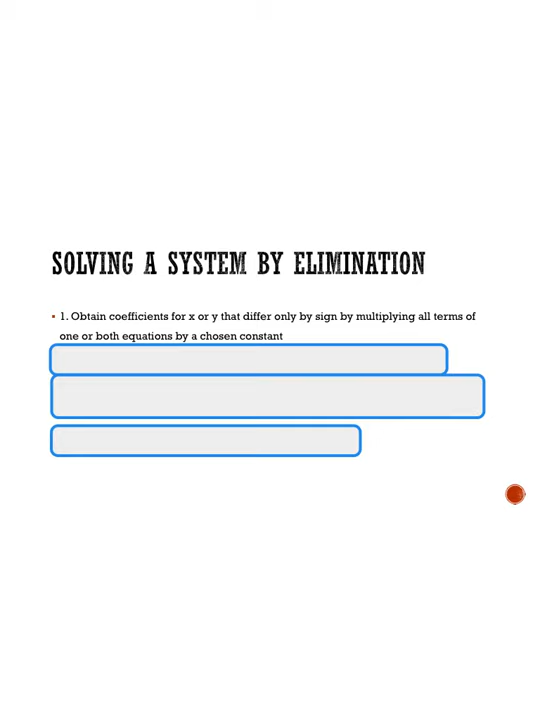 SOLVING A SYSTEM BY ELIMINATION
▪ 1. Obtain coefficients for x or y that differ only by sign by multiplying all terms of
one or both equations by a chosen constant